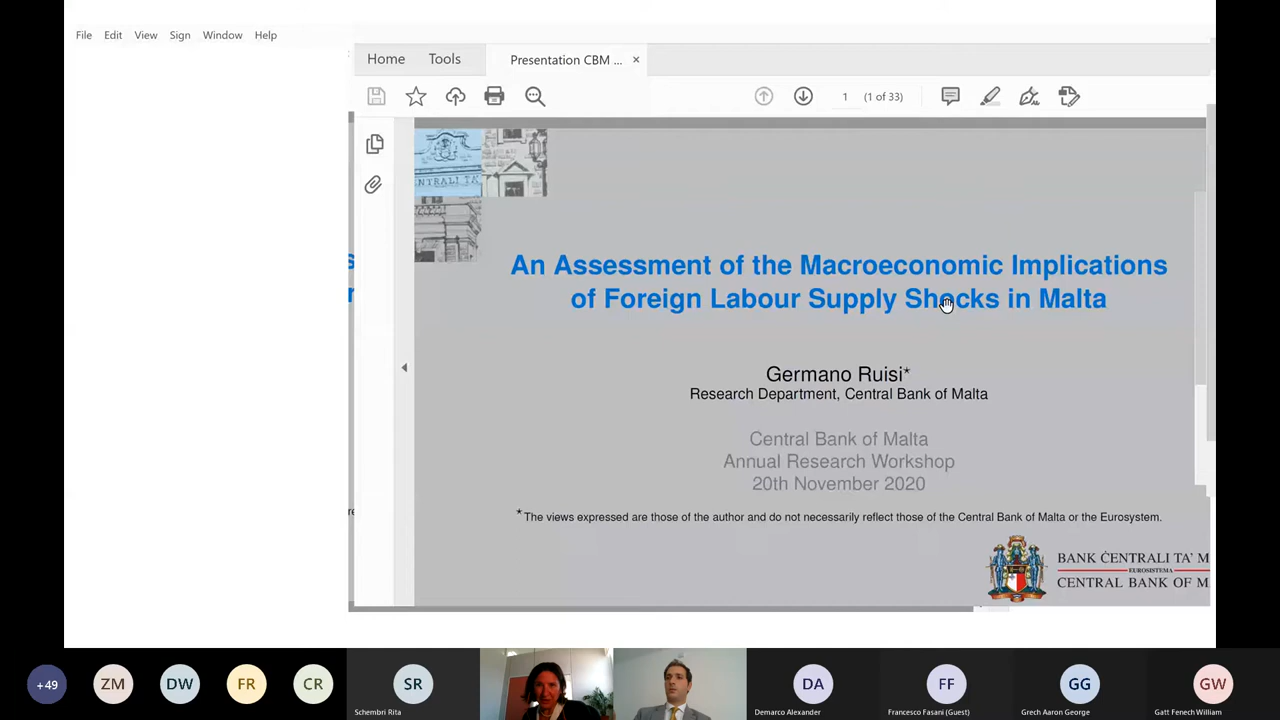 File Edit View Sign Window Help
Home Tools Presentation CBM ... ×
1 (1 of 33)
NTRALI TA'
An Assessment of the Macroeconomic Implications
of Foreign Labour Supply Shocks in Malta
Germano Ruisi*
Research Department, Central Bank of Malta
Central Bank of Malta
Annual Research Workshop
20th November 2020
*The views expressed are those of the author and do not necessarily reflect those of the Central Bank of Malta or the Eurosystem.
BANK ĊENTRALI TA' M
EUROSISTEMA
CENTRAL BANK OF M
+49 ZM DW FR CR SR DA FF GG GW
Schembri Rita Demarco Alexander Francesco Fasani (Guest) Grech Aaron George Gatt Fenech William